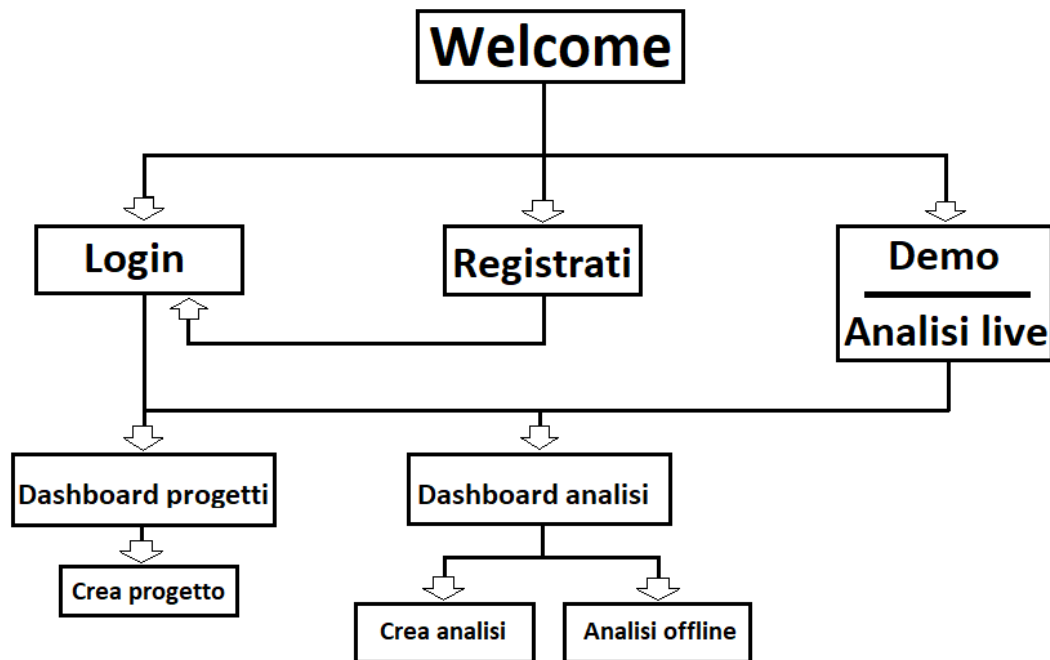 Welcome
Login
Registrati
Demo
Analisi live
Dashboard progetti
Dashboard analisi
Crea progetto
Crea analisi
Analisi offline